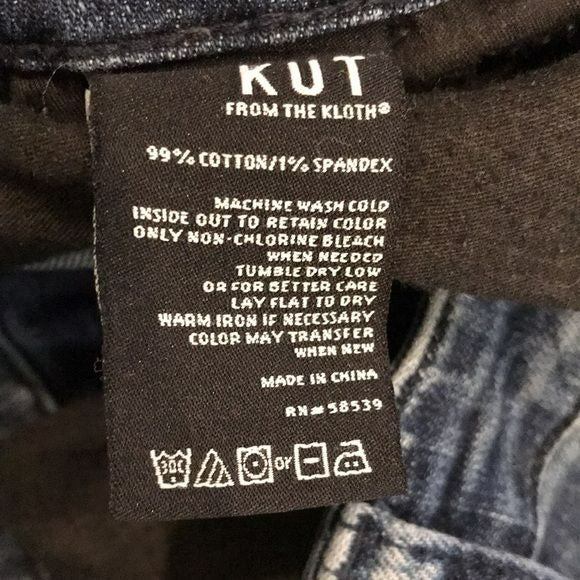 KUT
FROM THE KLOTH®
99% COTTON/1% SPANDEX
MACHINE WASH COLD
INSIDE OUT TO RETAIN COLOR
ONLY NON-CHLORINE BLEACH
WHEN NEEDED
TUMBLE DRY LOW
OR FOR BETTER CARE
LAY FLAT TO DRY
WARM IRON IF NECESSARY
COLOR MAY TRANSFER
WHEN NEW
MADE IN CHINA
RN# 58539
30C or